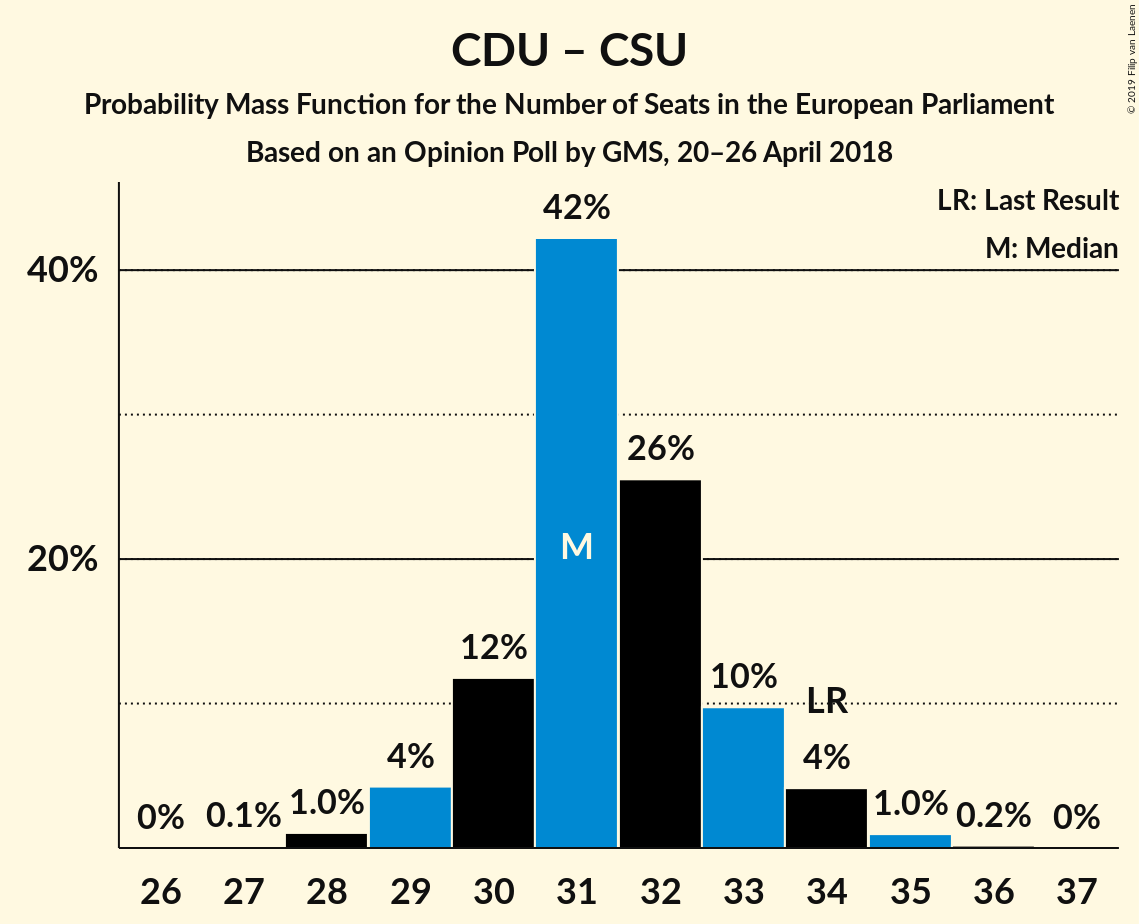 CDU – CSU
Probability Mass Function for the Number of Seats in the European Parliament
Based on an Opinion Poll by GMS, 20–26 April 2018
© 2019 Filip van Laenen
LR: Last Result
M: Median
40%
20%
0%
0.1%
1.0%
4%
12%
42%
M
26%
10%
LR
4%
1.0%
0.2%
0%
26 27 28 29 30 31 32 33 34 35 36 37